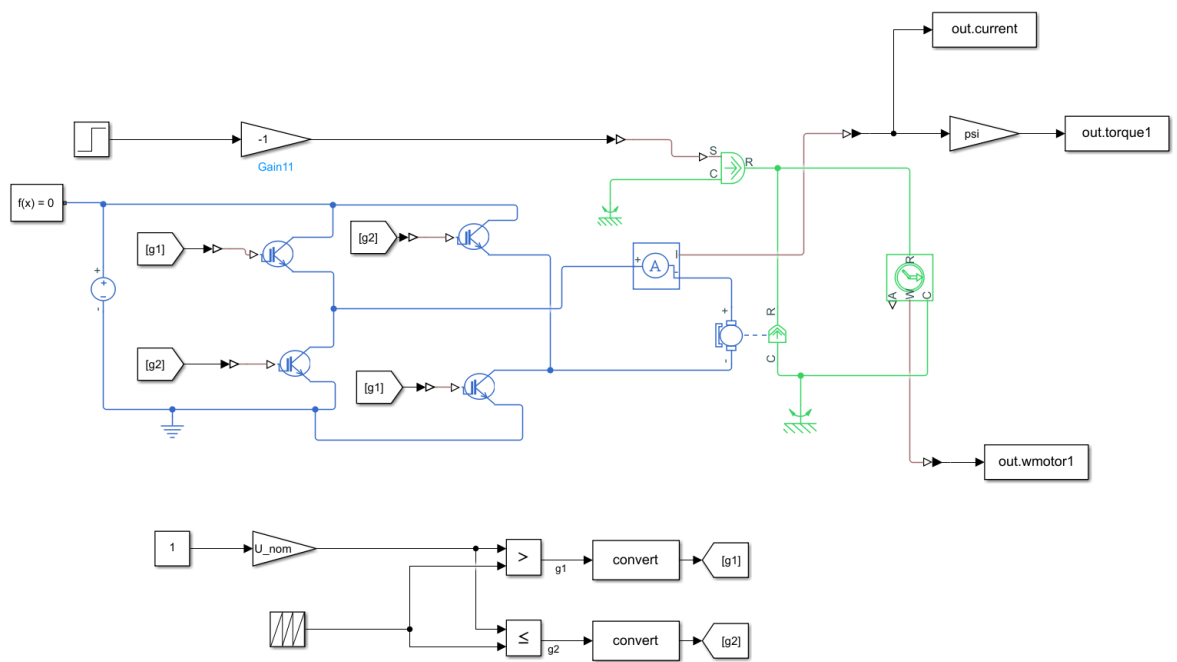 out.current
-1
Gain11
psi
out.torque1
S
C
R
f(x) = 0
[g1]
[g2]
+
-
+
-
+
A
I
-
R
A
W
C
[g2]
[g1]
+
-
R
C
out.wmotor1
1
U_nom
>
g1
convert
[g1]
≤
g2
convert
[g2]